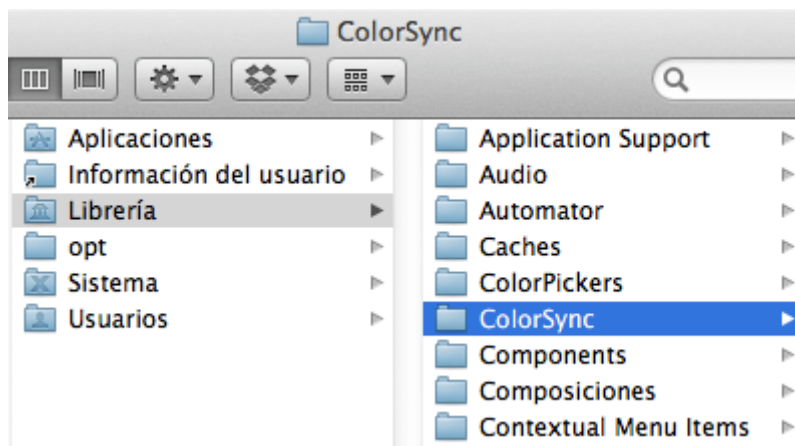 ColorSync
Aplicaciones
Información del usuario
Librería
opt
Sistema
Usuarios
Application Support
Audio
Automator
Caches
ColorPickers
ColorSync
Components
Composiciones
Contextual Menu Items